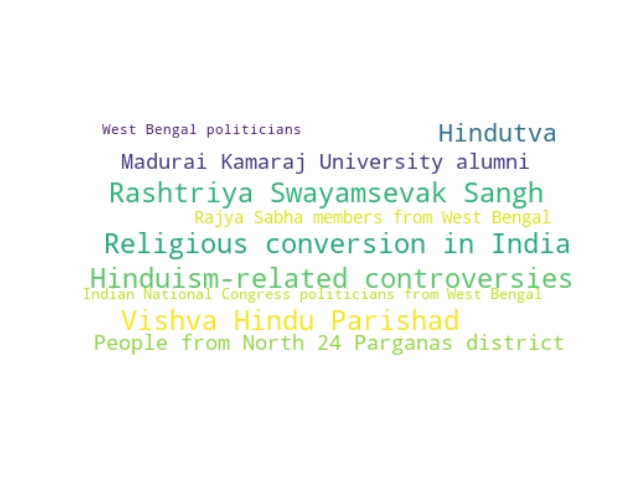 West Bengal politicians
Hindutva
Madurai Kamaraj University alumni
Rashtriya Swayamsevak Sangh
Rajya Sabha members from West Bengal
Religious conversion in India
Hinduism-related controversies
Indian National Congress politicians from West Bengal
Vishva Hindu Parishad
People from North 24 Parganas district